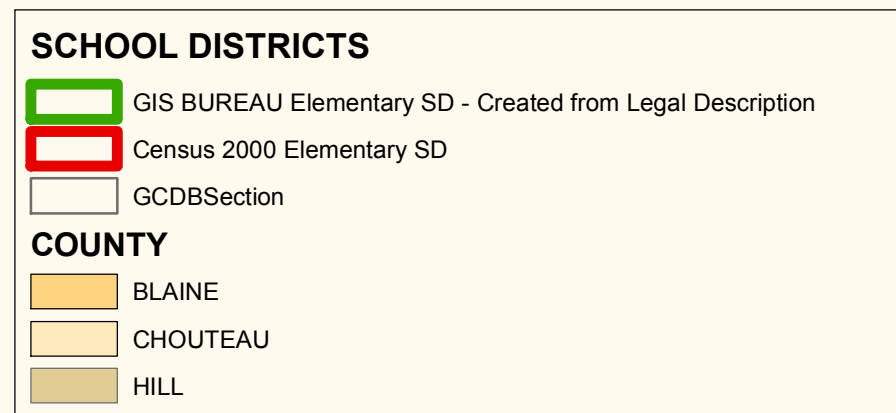 SCHOOL DISTRICTS
GIS BUREAU Elementary SD - Created from Legal Description
Census 2000 Elementary SD
GCDBSection
COUNTY
BLAINE
CHOUTEAU
HILL